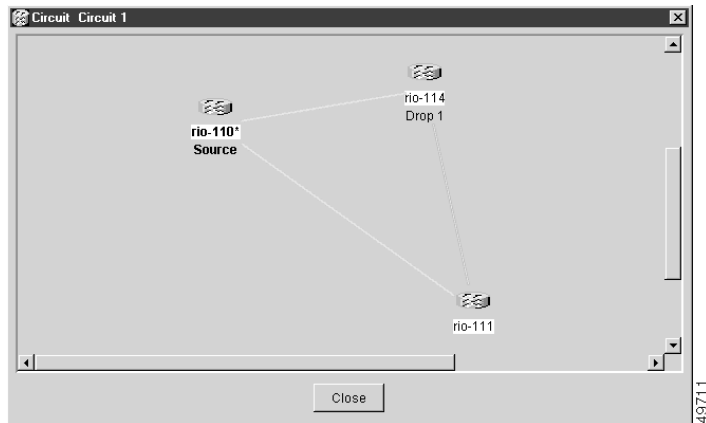 Circuit Circuit 1
rio-114
Drop 1
rio-110*
Source
rio-111
Close
49711